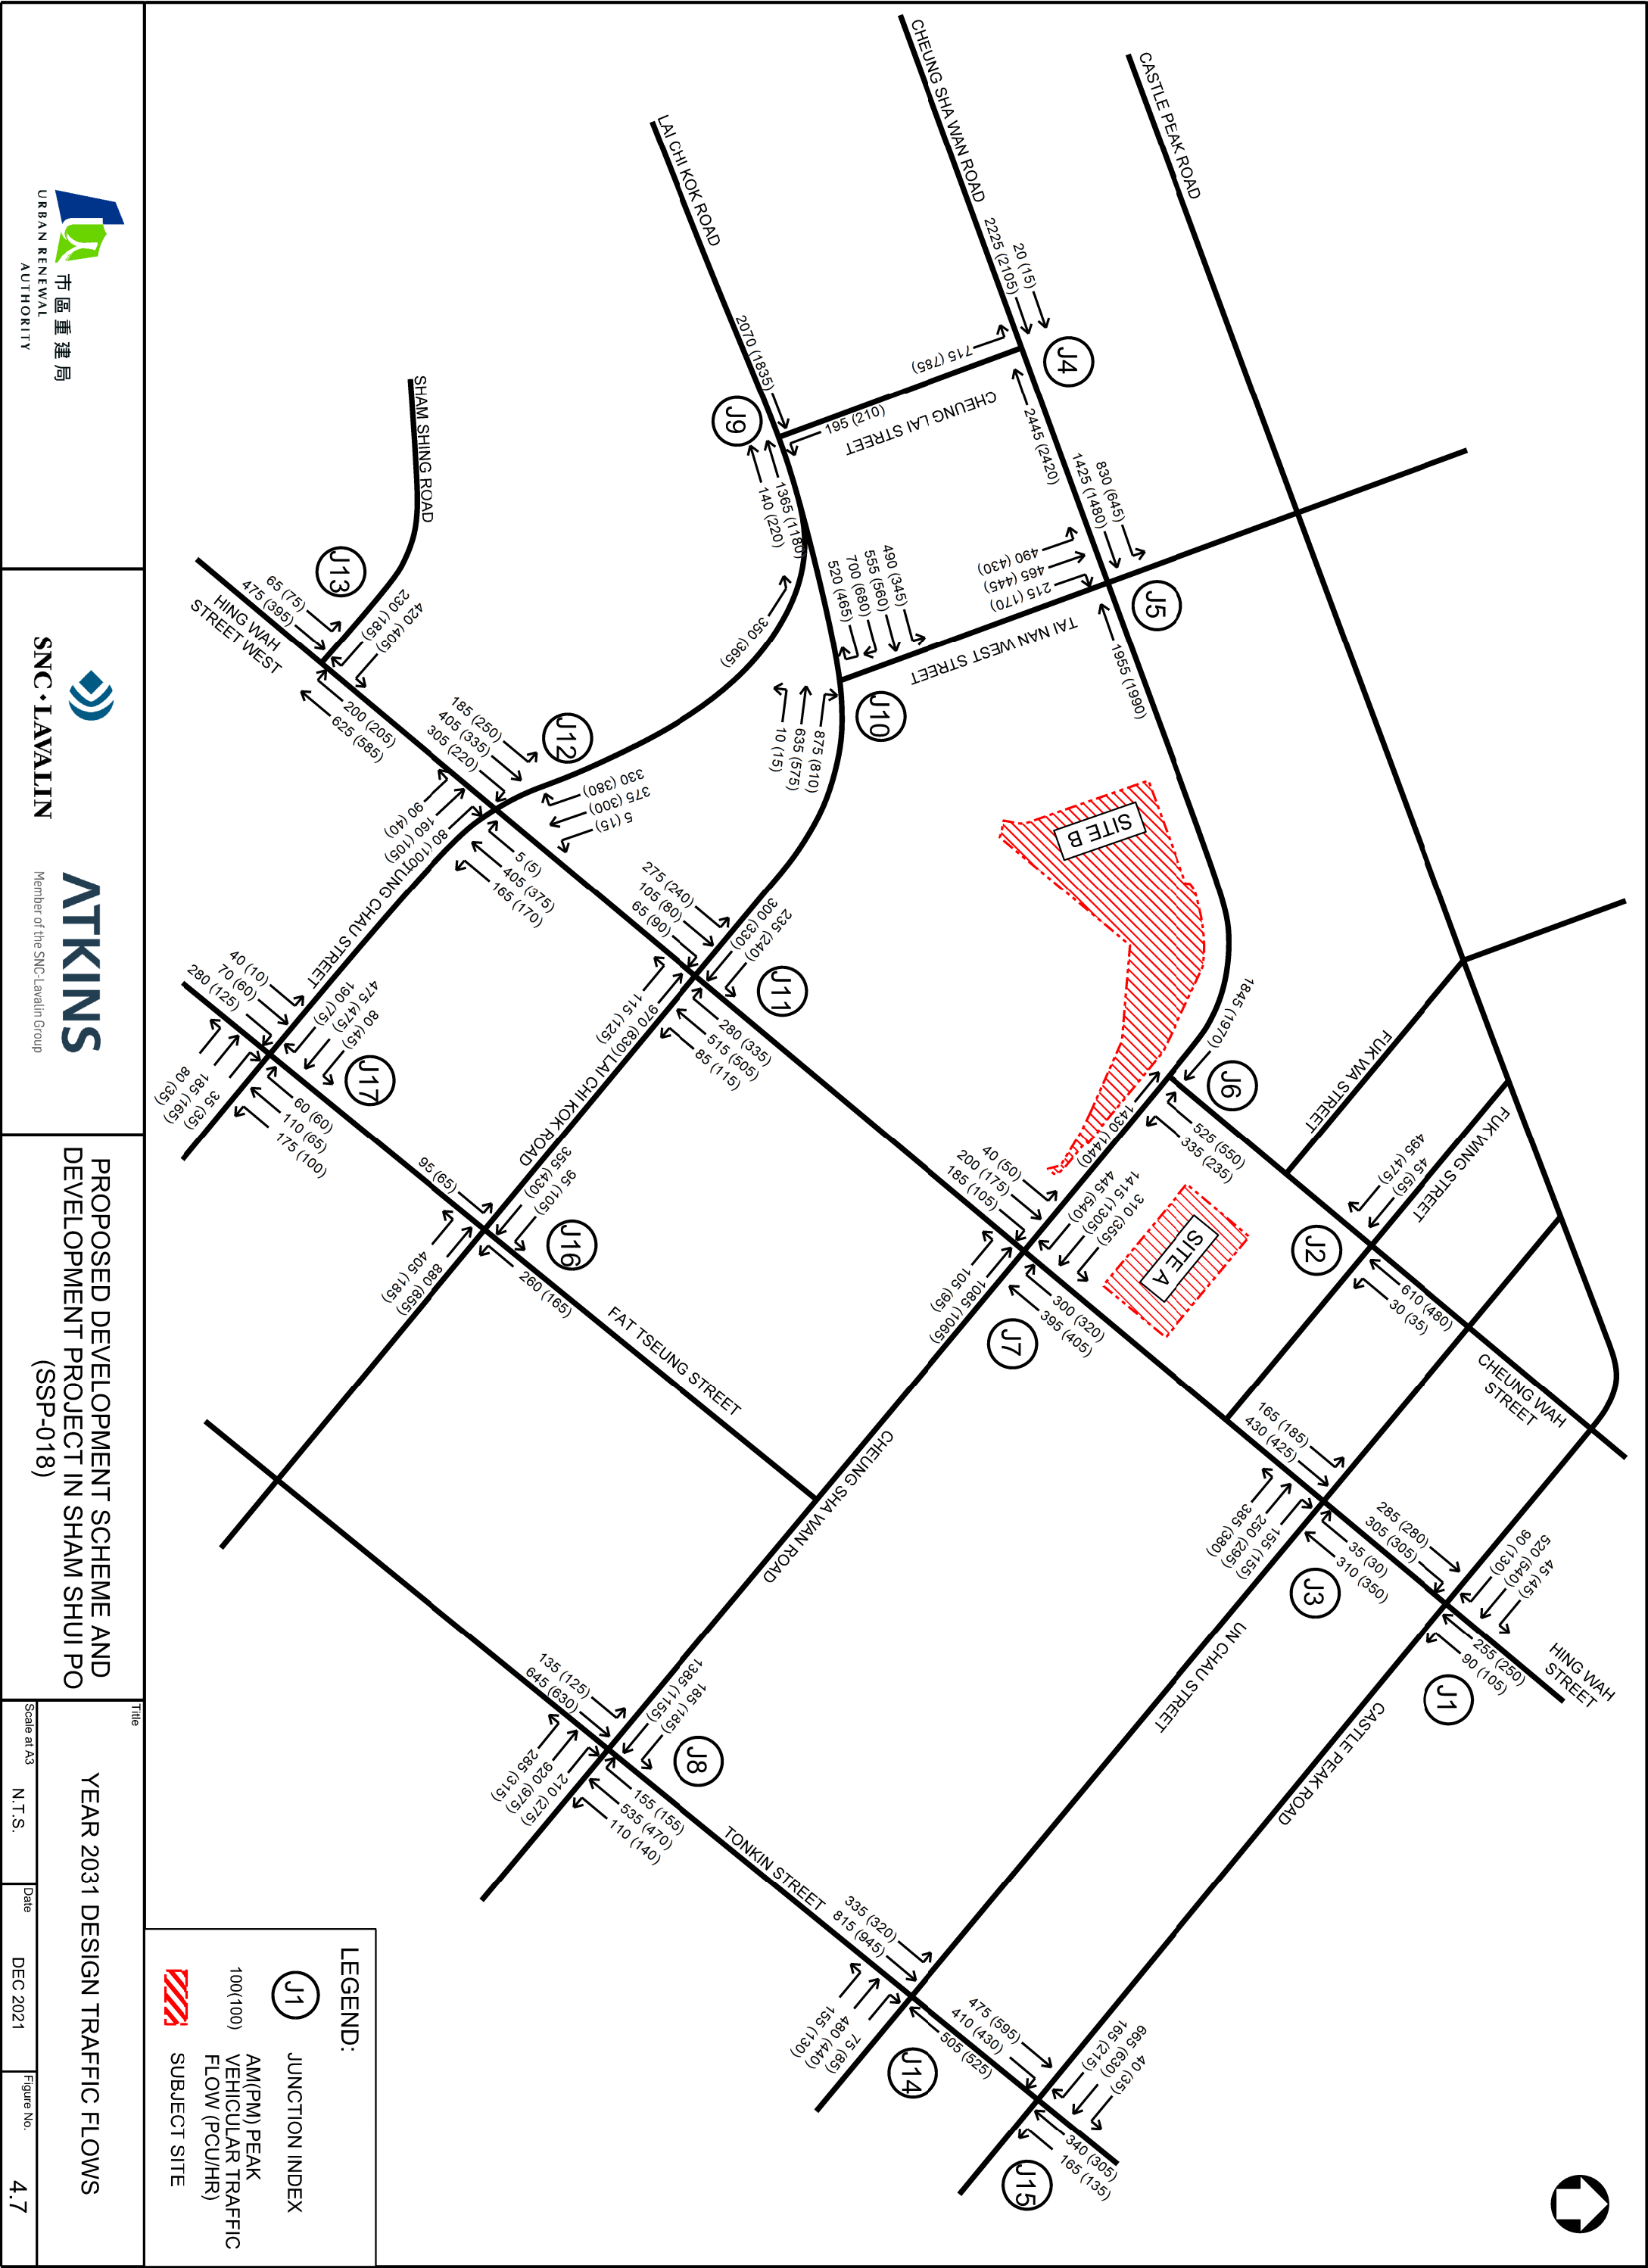 CASTLE PEAK ROAD
CHEUNG SHA WAN ROAD
LAI CHI KOK ROAD
SHAM SHING ROAD
20 (15)
2225 (2105)
J4
715 (785)
2445 (2420)
CHEUNG LAI STREET
2070 (1835)
195 (210)
J9
1365 (1180)
140 (220)
830 (645)
1425 (1480)
J5
490 (430)
465 (445)
215 (170)
1955 (1990)
TAI NAN WEST STREET
490 (345)
555 (560)
700 (680)
520 (465)
J10
875 (810)
635 (575)
10 (15)
350 (365)
J13
65 (75)
475 (395)
HING WAH
STREET WEST
420 (405)
230 (185)
200 (205)
625 (585)
J12
185 (250)
405 (335)
305 (220)
330 (380)
375 (300)
5 (15)
90 (40)
160 (105)
80 (100)
5 (5)
405 (375)
165 (170)
TUNG CHAU STREET
SITE B
1845 (1970)
J6
525 (550)
335 (235)
1430 (1440)
FUK WA STREET
FUK WING STREET
275 (240)
105 (80)
65 (90)
235 (240)
300 (330)
J11
280 (335)
515 (505)
85 (115)
970 (830)
115 (125)
LAI CHI KOK ROAD
40 (10)
70 (60)
280 (125)
80 (45)
475 (475)
190 (75)
J17
60 (60)
110 (65)
175 (100)
35 (35)
185 (165)
80 (35)
95 (65)
95 (105)
355 (430)
J16
260 (165)
880 (855)
405 (185)
FAT TSEUNG STREET
40 (50)
200 (175)
185 (105)
310 (355)
1415 (1305)
445 (540)
SITE A
300 (320)
395 (405)
J7
1085 (1065)
105 (95)
495 (475)
45 (55)
J2
610 (480)
30 (35)
CHEUNG WAH
STREET
CHEUNG SHA WAN ROAD
165 (185)
430 (425)
385 (380)
250 (295)
155 (155)
35 (30)
310 (350)
J3
285 (280)
305 (305)
45 (45)
520 (540)
90 (130)
255 (250)
90 (105)
J1
HING WAH
STREET
UN CHAU STREET
CASTLE PEAK ROAD
135 (125)
645 (630)
185 (185)
1385 (1155)
J8
155 (155)
535 (470)
110 (140)
210 (275)
920 (975)
285 (315)
TONKIN STREET
335 (320)
815 (945)
155 (130)
480 (440)
75 (85)
J14
505 (525)
475 (595)
410 (430)
40 (35)
665 (630)
165 (215)
340 (305)
165 (135)
J15
LEGEND:
J1
JUNCTION INDEX
100(100)
AM(PM) PEAK
VEHICULAR TRAFFIC
FLOW (PCU/HR)
SUBJECT SITE
市區重建局
URBAN RENEWAL
AUTHORITY
SNC·LAVALIN
ATKINS
Member of the SNC-Lavalin Group
PROPOSED DEVELOPMENT SCHEME AND
DEVELOPMENT PROJECT IN SHAM SHUI PO
(SSP-018)
Title
YEAR 2031 DESIGN TRAFFIC FLOWS
Scale at A3
N.T.S.
Date
DEC 2021
Figure No.
4.7